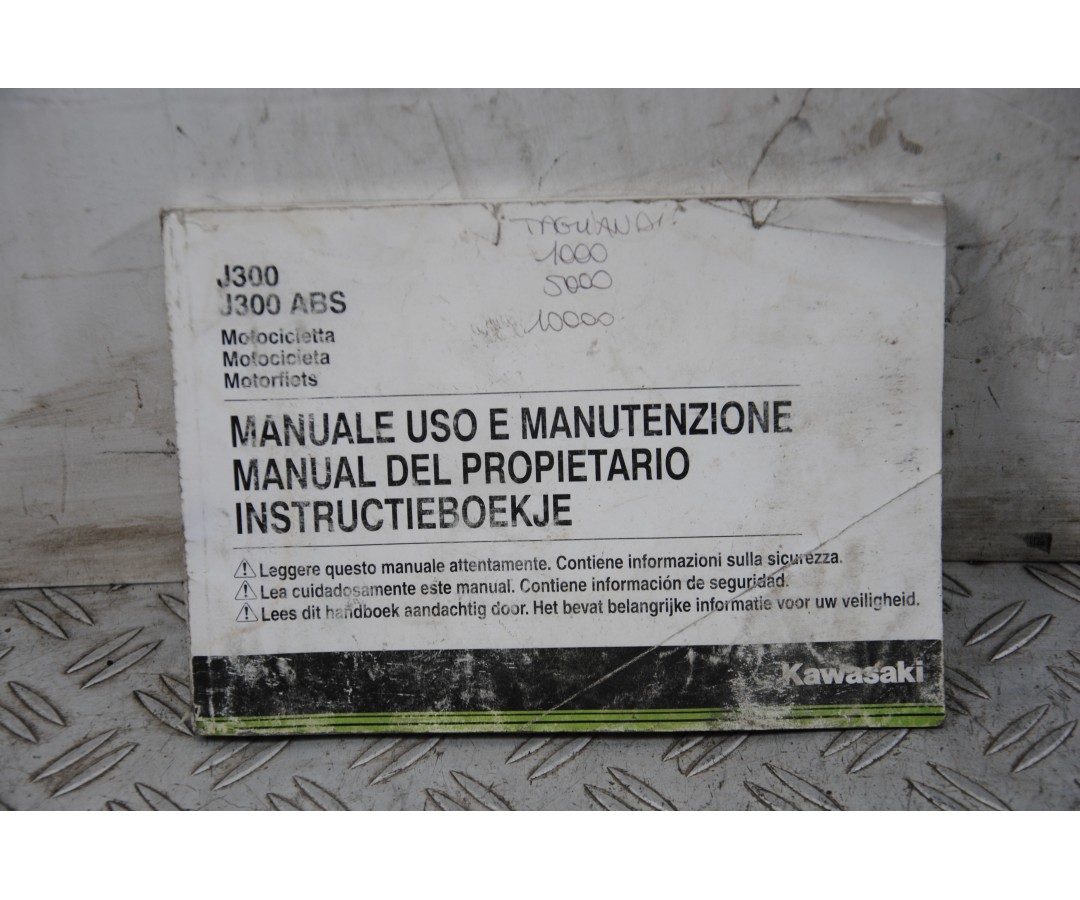 TAGLIANDI
1000
5000
10000
J300
J300 ABS
Motocicletta
Motocicleta
Motorfiets
MANUALE USO E MANUTENZIONE
MANUAL DEL PROPIETARIO
INSTRUCTIEBOEKJE
Leggere questo manuale attentamente. Contiene informazioni sulla sicurezza.
Lea cuidadosamente este manual. Contiene información de seguridad.
Lees dit handboek aandachtig door. Het bevat belangrijke informatie voor uw veiligheid.
Kawasaki